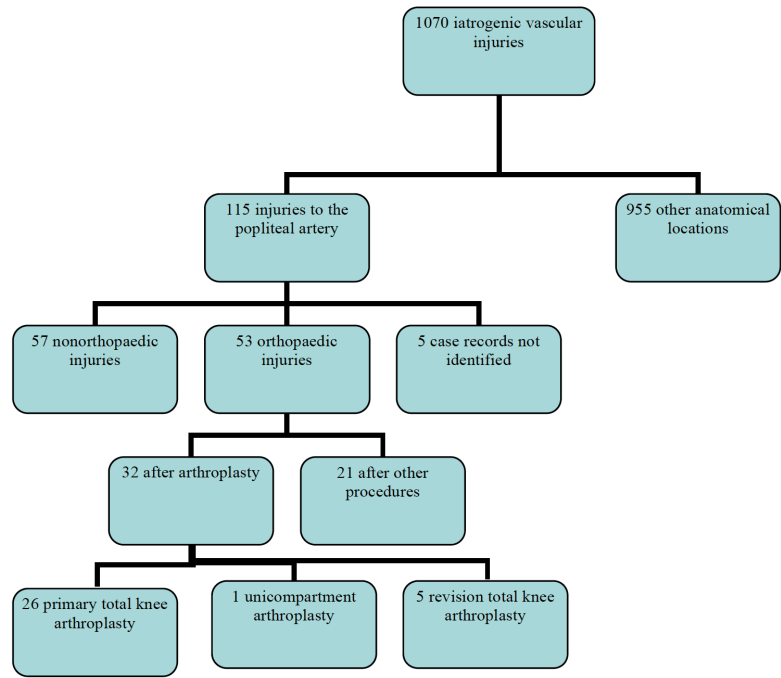 1070 iatrogenic vascular
injuries
115 injuries to the
popliteal artery
955 other anatomical
locations
57 nonorthopaedic
injuries
53 orthopaedic
injuries
5 case records not
identified
32 after arthroplasty
21 after other
procedures
26 primary total knee
arthroplasty
1 unicompartment
arthroplasty
5 revision total knee
arthroplasty